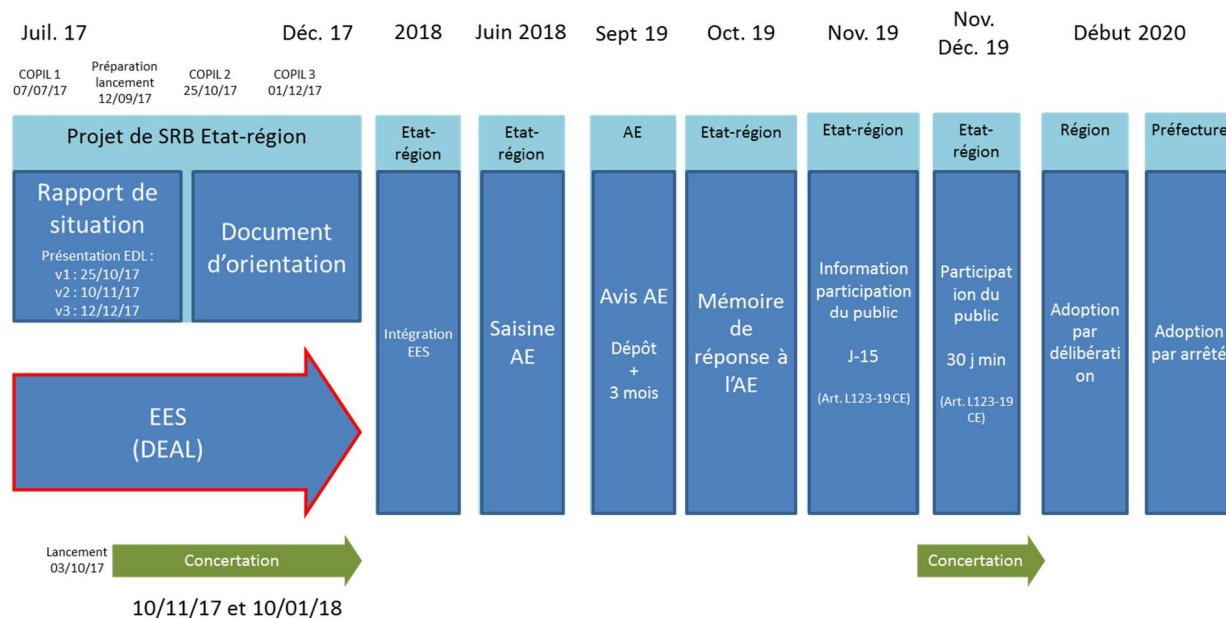 Juil. 17
Déc. 17
2018
Juin 2018
Sept 19
Oct. 19
Nov. 19
Nov.
Déc. 19
Début 2020
COPIL 1
07/07/17
Préparation
lancement
12/09/17
COPIL 2
25/10/17
COPIL 3
01/12/17
Projet de SRB Etat-région
Rapport de
situation
Présentation EDL :
v1 : 25/10/17
v2 : 10/11/17
v3 : 12/12/17
Document
d'orientation
EES
(DEAL)
Lancement
03/10/17
Concertation
10/11/17 et 10/01/18
Etat-
région
Intégration
EES
Etat-
région
Saisine
AE
AE
Avis AE
Dépôt
+
3 mois
Etat-région
Mémoire
de
réponse à
l'AE
Etat-région
Information
participation
du public
J-15
(Art. L123-19 CE)
Etat-
région
Participat
ion du
public
30 j min
(Art. L123-19
CE)
Concertation
Région
Adoption
par
délibérati
on
Préfecture
Adoption
par arrêté